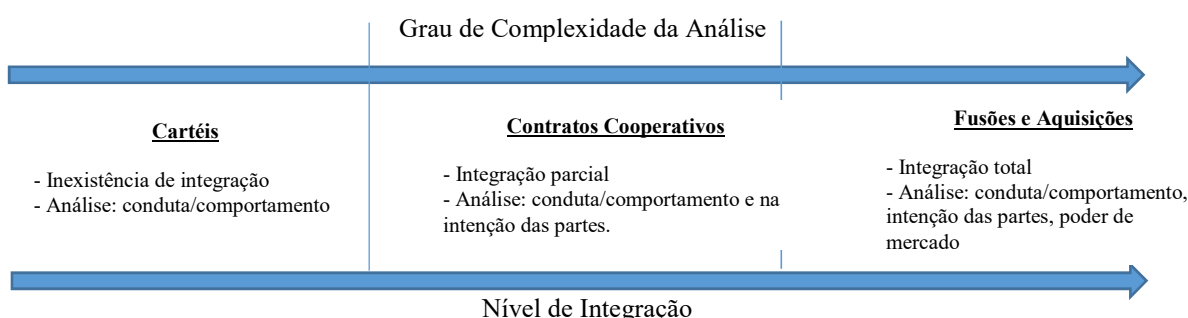 Grau de Complexidade da Análise
Cartéis
- Inexistência de integração
- Análise: conduta/comportamento
Contratos Cooperativos
- Integração parcial
- Análise: conduta/comportamento e na
intenção das partes.
Fusões e Aquisições
- Integração total
- Análise: conduta/comportamento,
intenção das partes, poder de
mercado
Nível de Integração